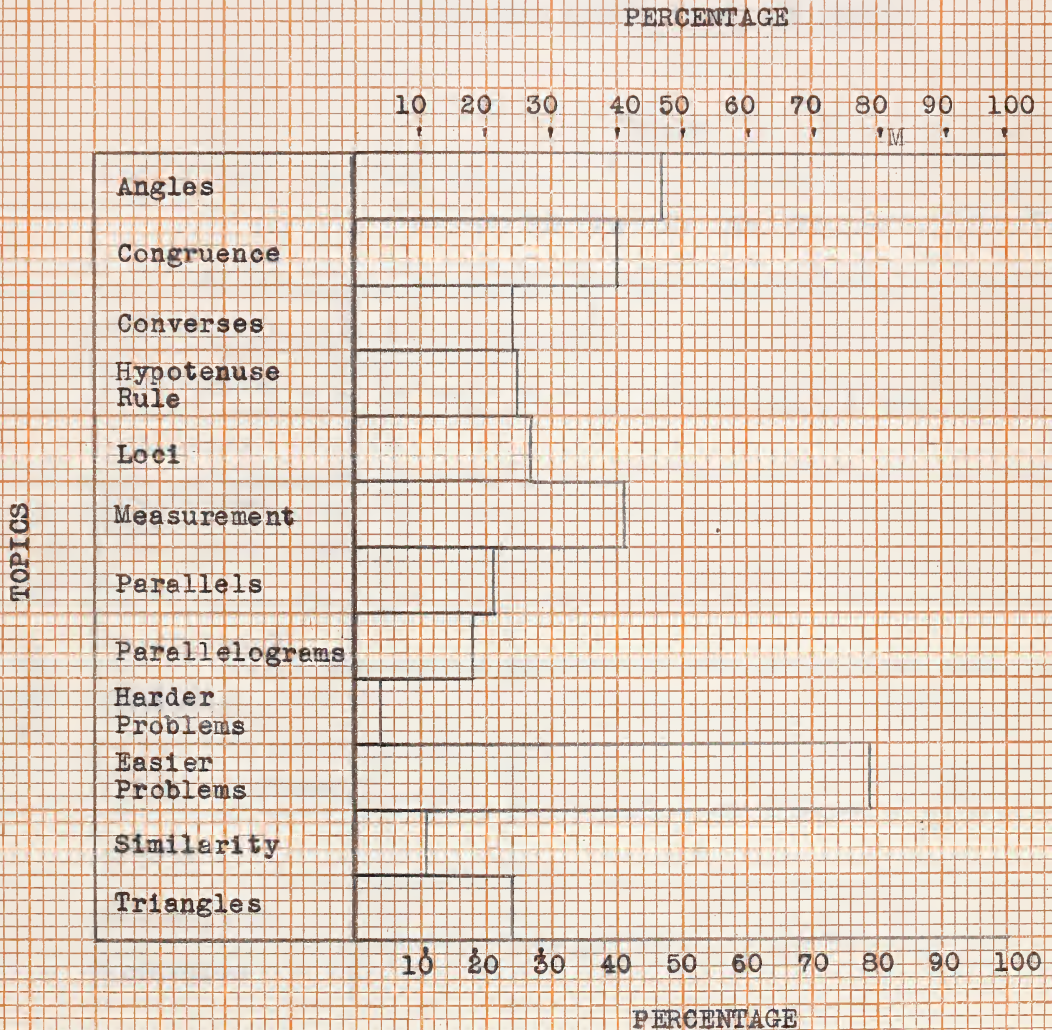 PERCENTAGE
10 20 30 40 50 60 70 80 90 100
M
Angles
Congruence
Converses
Hypotenuse
Rule
Loci
Measurement
TOPICS
Parallels
Parallelograms
Harder
Problems
Easier
Problems
Similarity
Triangles
10 20 30 40 50 60 70 80 90 100
PERCENTAGE